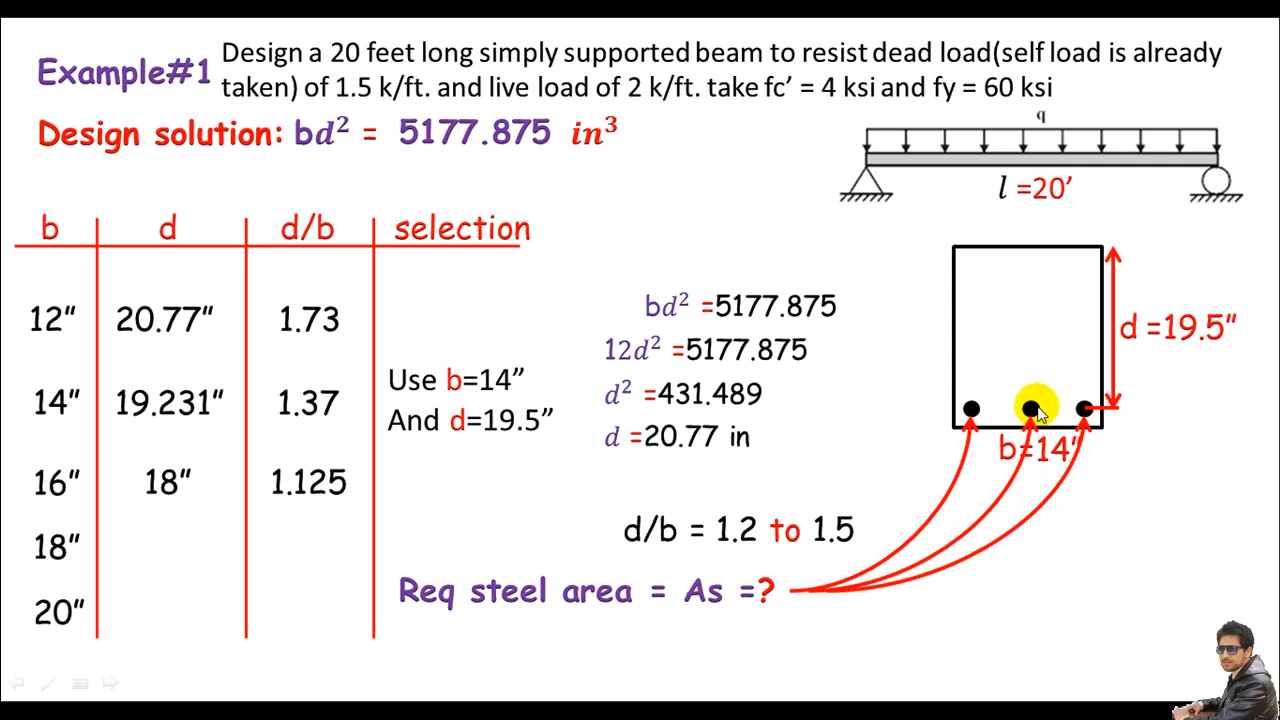 Example#1
Design a 20 feet long simply supported beam to resist dead load(self load is already
taken) of 1.5 k/ft. and live load of 2 k/ft. take fc’ = 4 ksi and fy = 60 ksi
Design solution: bd² = 5177.875 in³
q
l =20’
b d d/b selection
12” 20.77” 1.73
14” 19.231” 1.37
16” 18” 1.125
18”
20”
Use b=14”
And d=19.5”
bd² =5177.875
12d² =5177.875
d² =431.489
d =20.77 in
d/b = 1.2 to 1.5
d =19.5”
b=14”
Req steel area = As =?